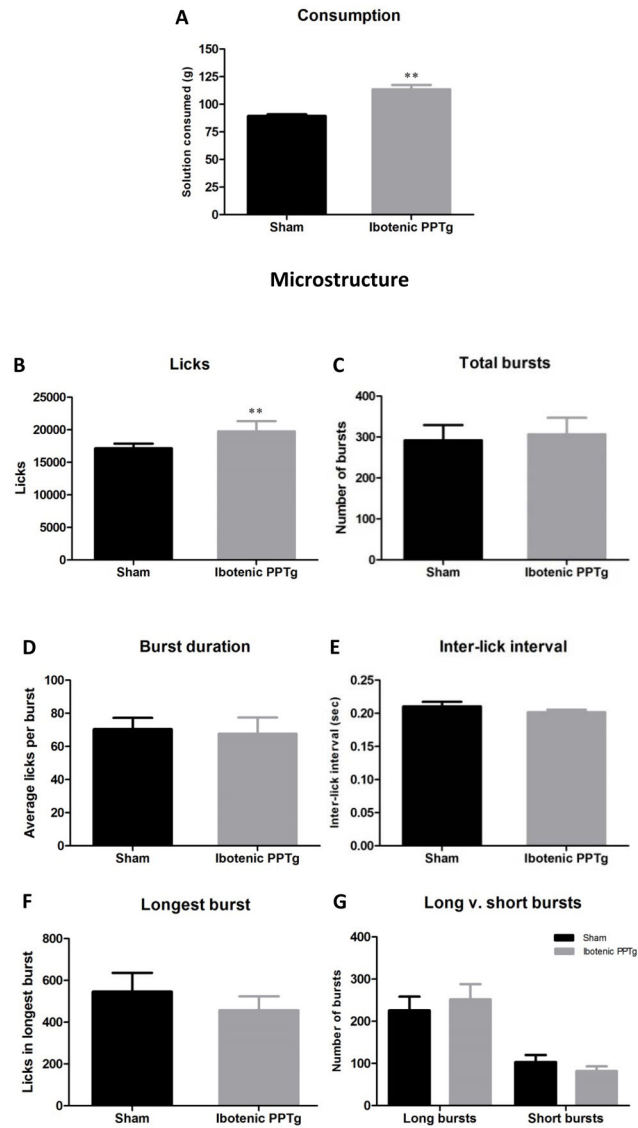 A
Consumption
Solution consumed (g)
150
125
100
75
50
25
0
**
Sham
Ibotenic PPTg
Microstructure
B
Licks
Licks
25000
20000
15000
10000
5000
0
**
Sham
Ibotenic PPTg
C
Total bursts
Number of bursts
400
300
200
100
0
Sham
Ibotenic PPTg
D
Burst duration
Average licks per burst
100
80
60
40
20
0
Sham
Ibotenic PPTg
E
Inter-lick interval
Inter-lick interval (sec)
0.25
0.20
0.15
0.10
0.05
0.00
Sham
Ibotenic PPTg
F
Longest burst
Licks in longest burst
800
600
400
200
0
Sham
Ibotenic PPTg
G
Long v. short bursts
Sham
Ibotenic PPTg
Number of bursts
400
300
200
100
0
Long bursts
Short bursts